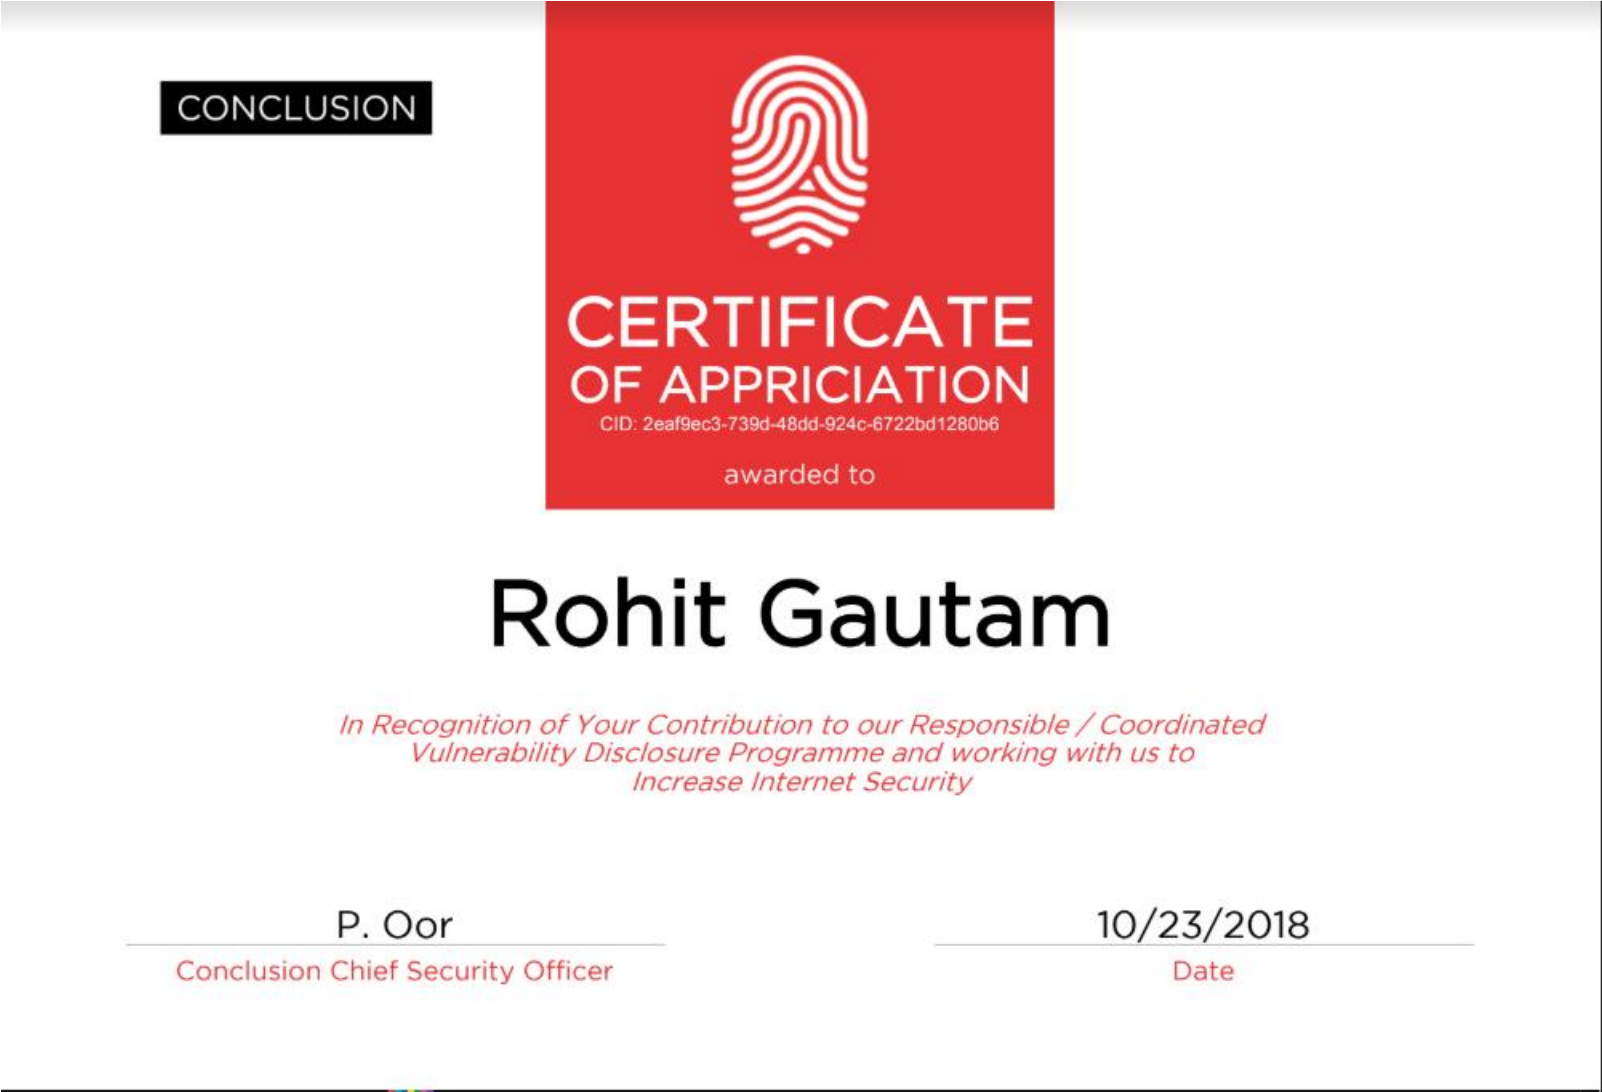 CONCLUSION
CERTIFICATE
OF APPRICIATION
CID: 2eaf9ec3-739d-48dd-924c-6722bd1280b6
awarded to
Rohit Gautam
In Recognition of Your Contribution to our Responsible / Coordinated
Vulnerability Disclosure Programme and working with us to
Increase Internet Security
P. Oor
Conclusion Chief Security Officer
10/23/2018
Date